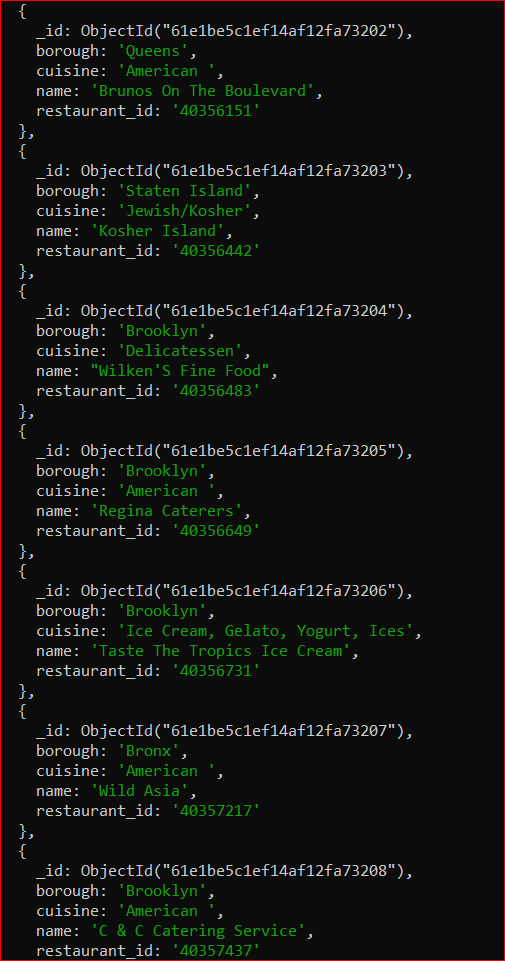 {
  _id: ObjectId("61e1be5c1ef14af12fa73202"),
  borough: 'Queens',
  cuisine: 'American ',
  name: 'Brunos On The Boulevard',
  restaurant_id: '40356151'
},
{
  _id: ObjectId("61e1be5c1ef14af12fa73203"),
  borough: 'Staten Island',
  cuisine: 'Jewish/Kosher',
  name: 'Kosher Island',
  restaurant_id: '40356442'
},
{
  _id: ObjectId("61e1be5c1ef14af12fa73204"),
  borough: 'Brooklyn',
  cuisine: 'Delicatessen',
  name: "Wilken'S Fine Food",
  restaurant_id: '40356483'
},
{
  _id: ObjectId("61e1be5c1ef14af12fa73205"),
  borough: 'Brooklyn',
  cuisine: 'American ',
  name: 'Regina Caterers',
  restaurant_id: '40356649'
},
{
  _id: ObjectId("61e1be5c1ef14af12fa73206"),
  borough: 'Brooklyn',
  cuisine: 'Ice Cream, Gelato, Yogurt, Ices',
  name: 'Taste The Tropics Ice Cream',
  restaurant_id: '40356731'
},
{
  _id: ObjectId("61e1be5c1ef14af12fa73207"),
  borough: 'Bronx',
  cuisine: 'American ',
  name: 'Wild Asia',
  restaurant_id: '40357217'
},
{
  _id: ObjectId("61e1be5c1ef14af12fa73208"),
  borough: 'Brooklyn',
  cuisine: 'American ',
  name: 'C & C Catering Service',
  restaurant_id: '40357437'